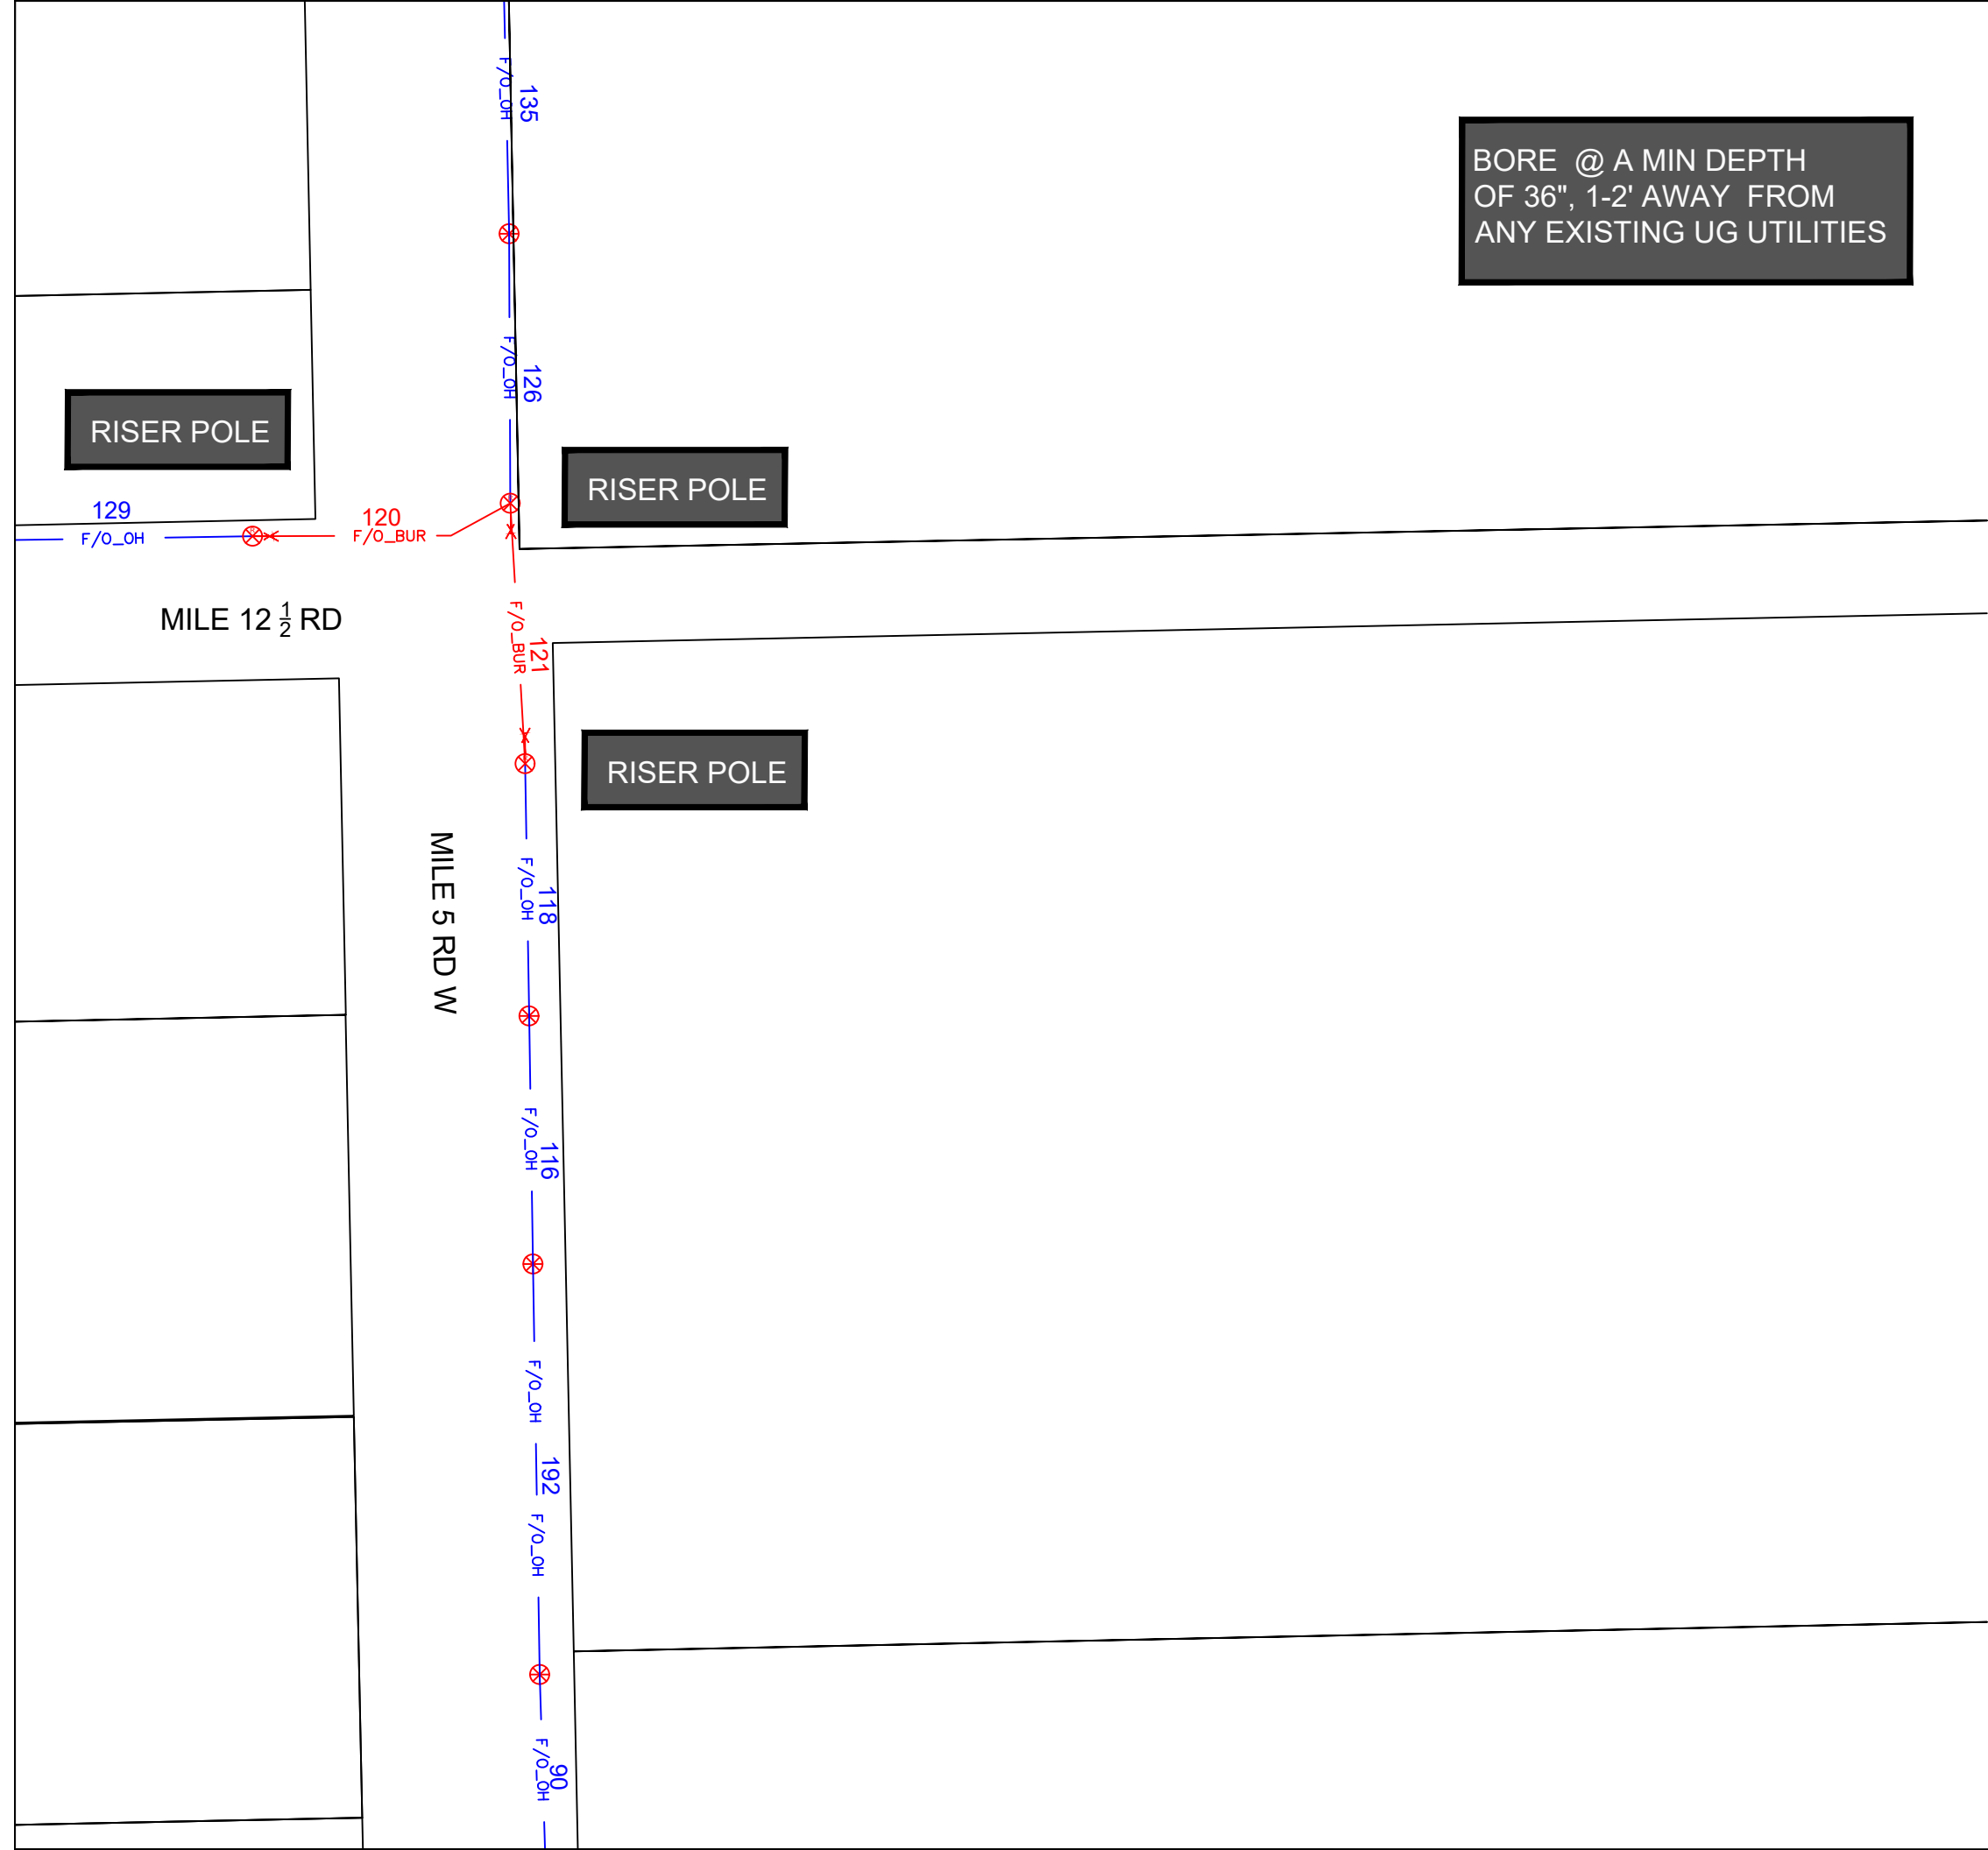 F/O_OH
135
BORE @ A MIN DEPTH
OF 36", 1-2' AWAY FROM
ANY EXISTING UG UTILITIES
F/O_OH
126
RISER POLE
RISER POLE
129
F/O_OH
120
F/O_BUR
MILE 12 1/2 RD
F/O_BUR
121
RISER POLE
MILE 5 RD W
F/O_OH
118
F/O_OH
116
F/O_OH
192
F/O_OH
F/O_OH
90